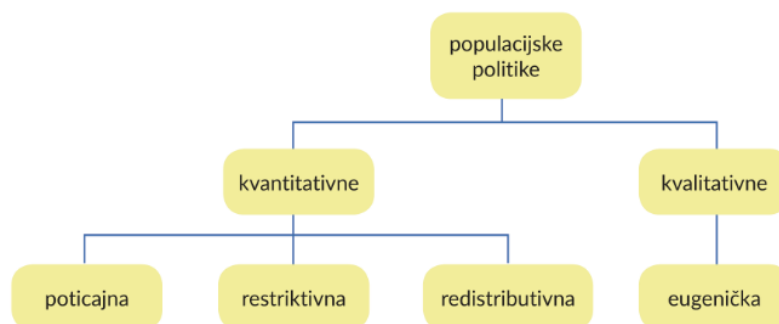 populacijske
politike
kvantitativne
kvalitativne
poticajna
restriktivna
redistributivna
eugenička